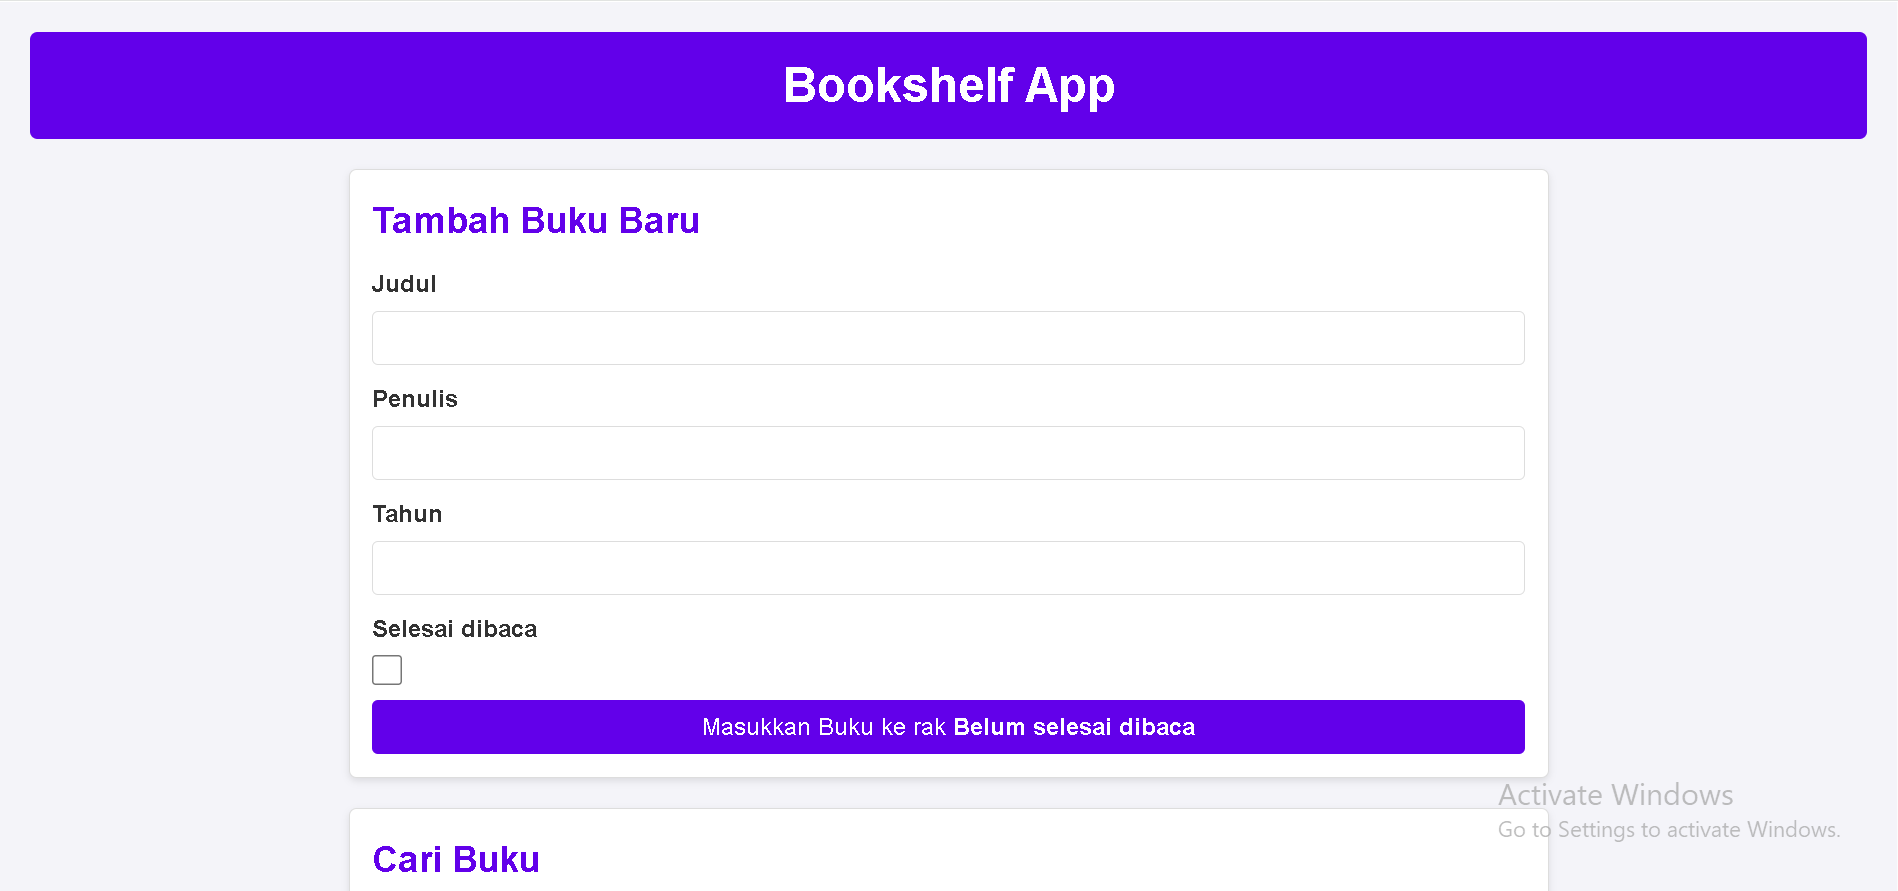 Bookshelf App
Tambah Buku Baru
Judul
Penulis
Tahun
Selesai dibaca
Masukkan Buku ke rak Belum selesai dibaca
Activate Windows
Go to Settings to activate Windows.
Cari Buku